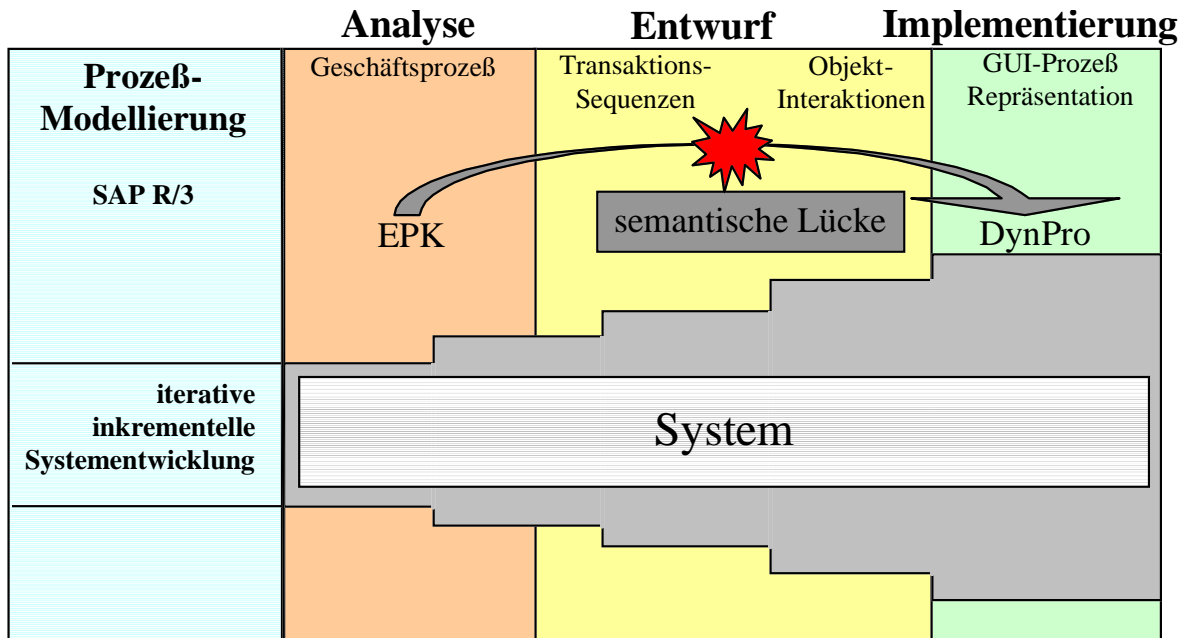 Analyse
Entwurf
Implementierung
Prozeß-
Modellierung
SAP R/3
Geschäftsprozeß
Transaktions-
Sequenzen
Objekt-
Interaktionen
GUI-Prozeß
Repräsentation
EPK
semantische Lücke
DynPro
iterative
inkrementelle
Systementwicklung
System